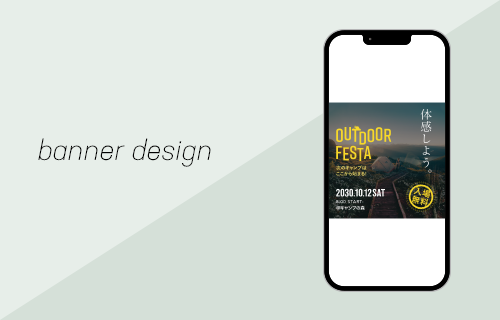 banner design
体感しよう。
OUTDOOR
FESTA
次のキャンプは
ここから始まる!
2030.10.12 SAT
8:00 START
@キャンプの森
入場
無料